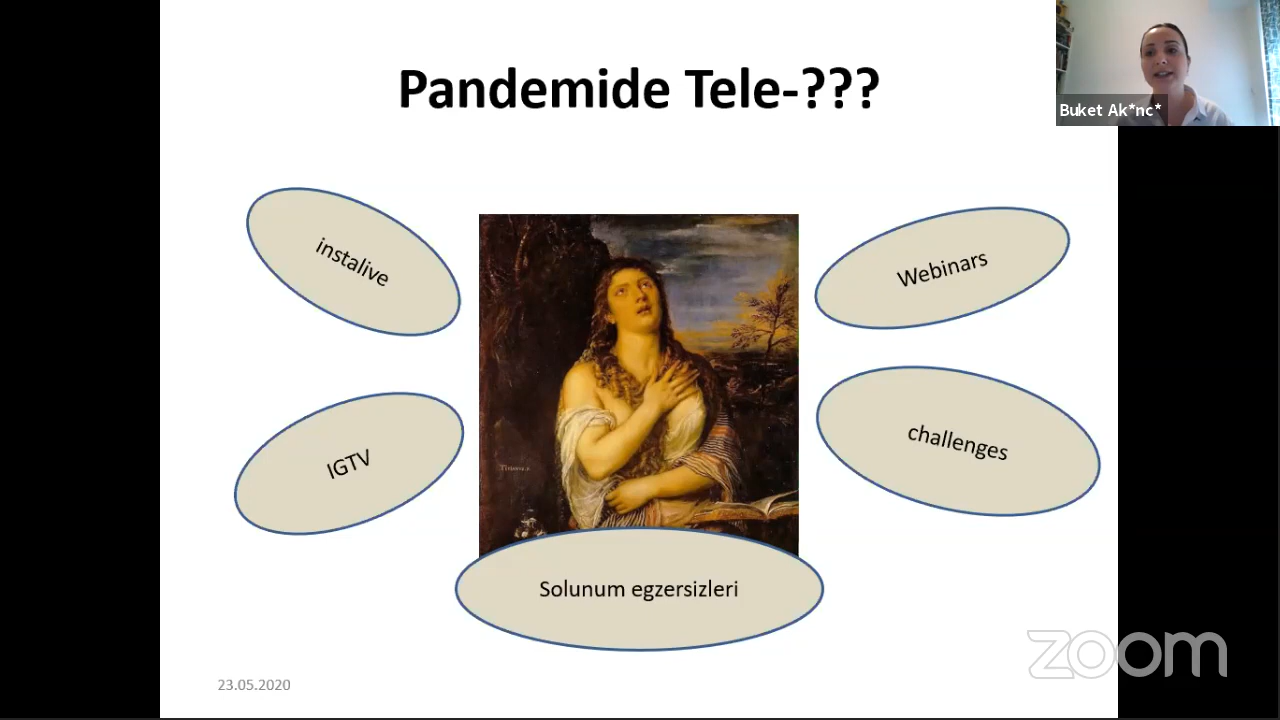 Pandemide Tele-???
Buket Ak*nc*
instalive
Webinars
IGTV
challenges
Solunum egzersizleri
23.05.2020
zoom